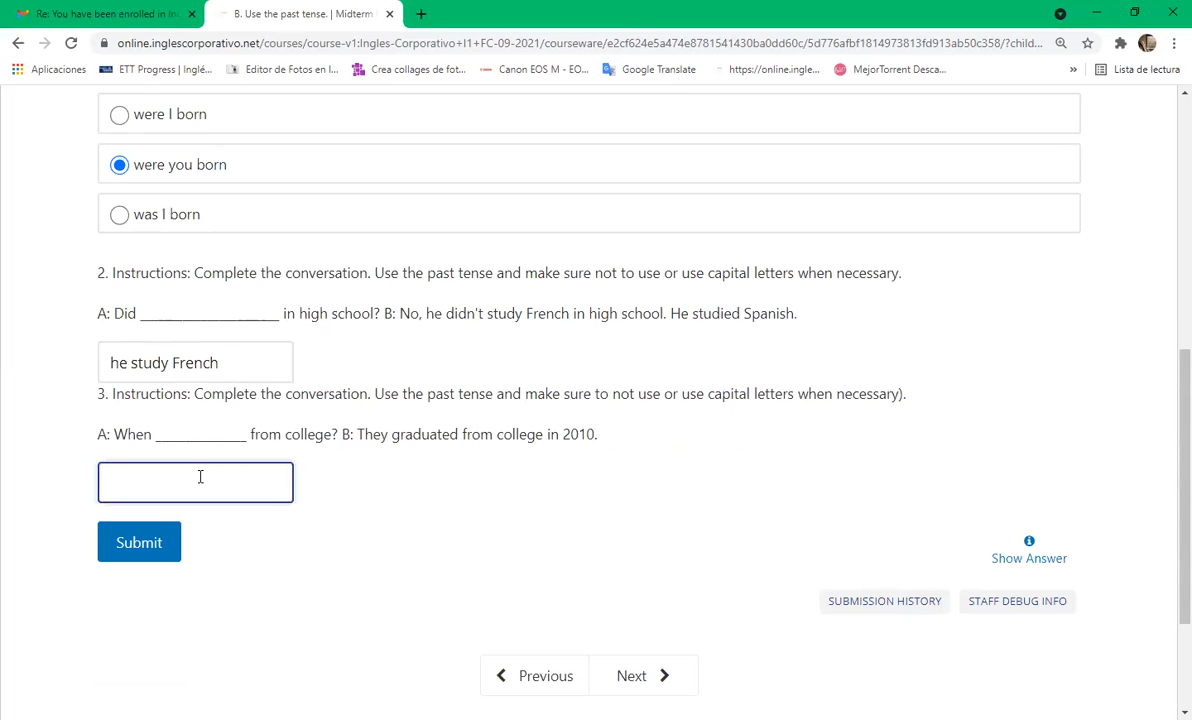 Re: You have been enrolled in In
B. Use the past tense. | Midterm
online.inglescorporativo.net/courses/course-v1:Ingles-Corporativo+I1+FC-09-2021/courseware/e2cf624e5a474e8781541430ba0dd60c/5d776afbf1814973813fd913ab50c358/?child...
Aplicaciones
ETT Progress | Inglé...
Editor de Fotos en l...
Crea collages de fot...
Canon EOS M - EO...
Google Translate
https://online.ingle...
MejorTorrent Desca...
»
Lista de lectura
were I born
were you born
was I born
2. Instructions: Complete the conversation. Use the past tense and make sure not to use or use capital letters when necessary.
A: Did __________________ in high school? B: No, he didn't study French in high school. He studied Spanish.
he study French
3. Instructions: Complete the conversation. Use the past tense and make sure to not use or use capital letters when necessary).
A: When ____________ from college? B: They graduated from college in 2010.
Submit
Show Answer
SUBMISSION HISTORY
STAFF DEBUG INFO
Previous
Next